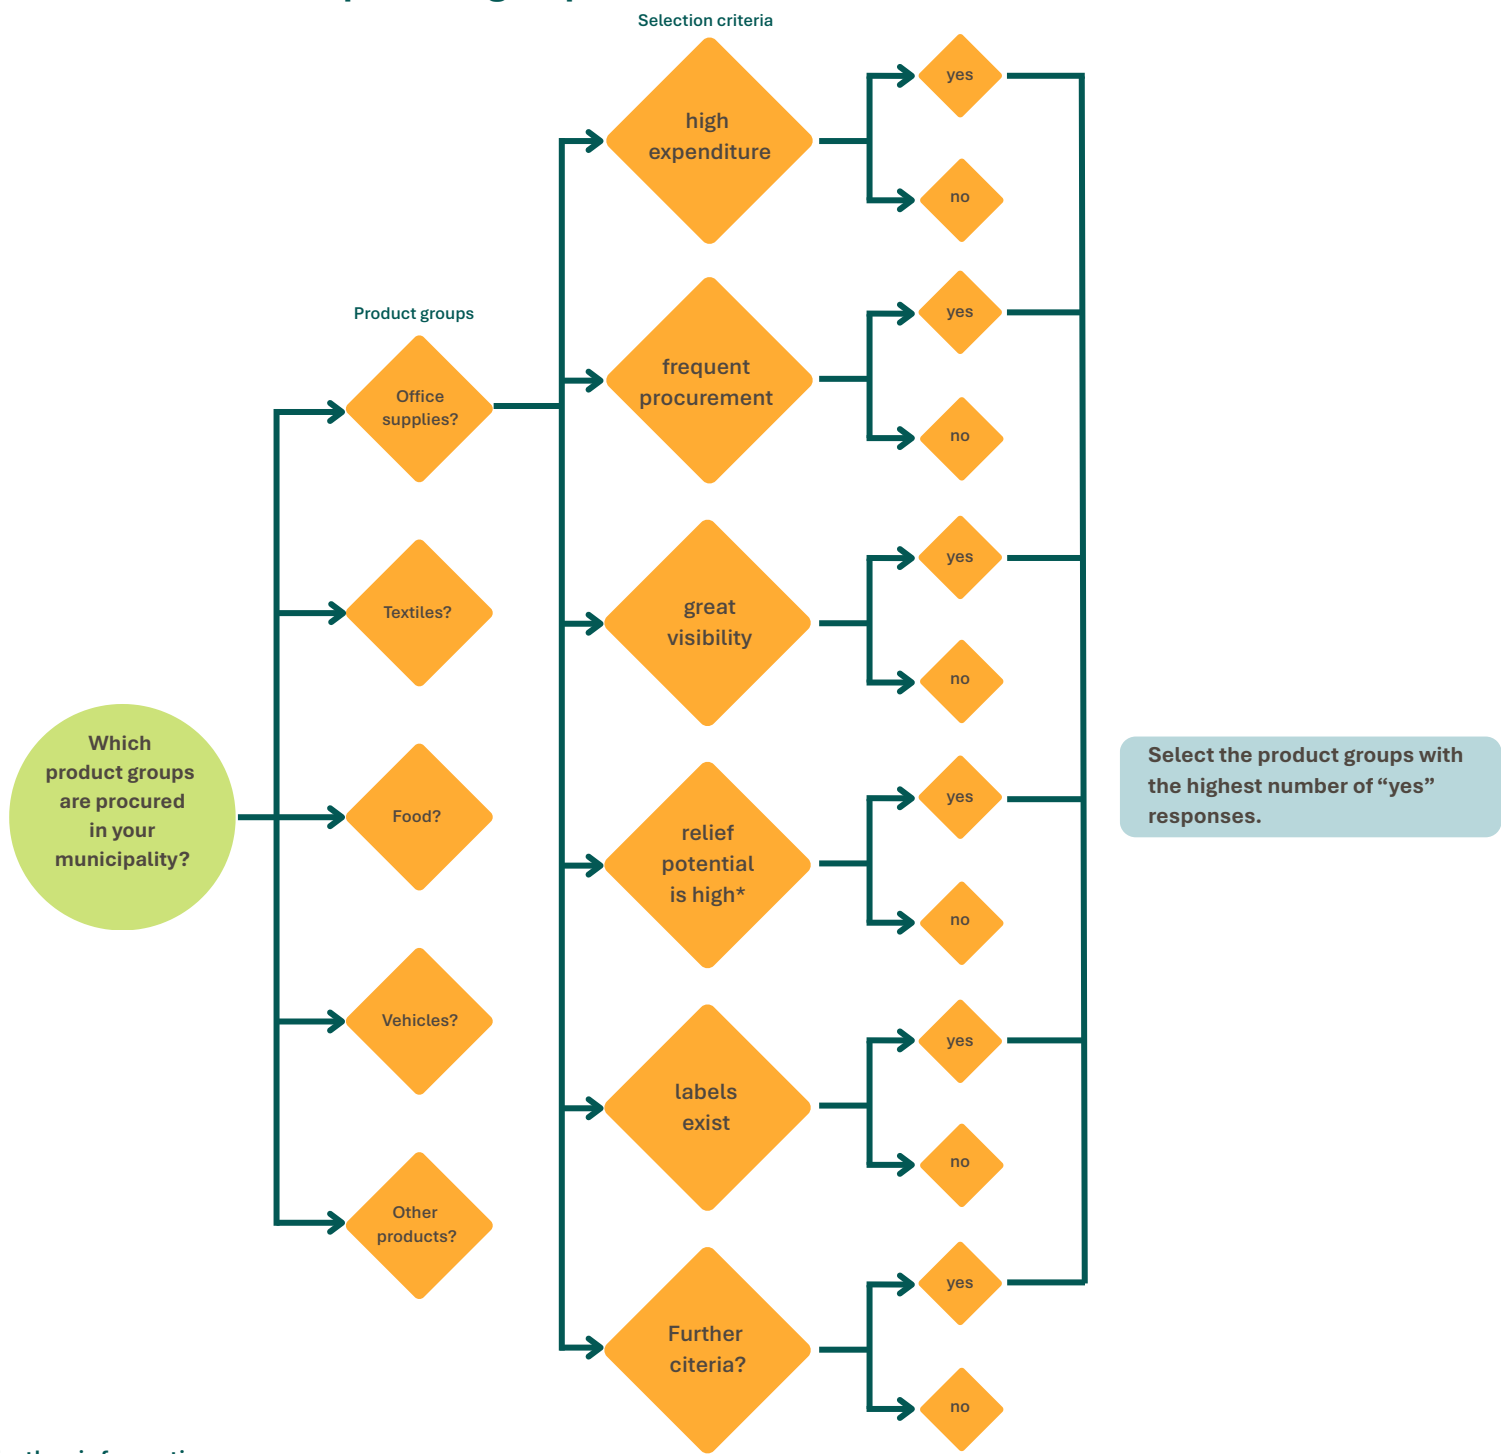 Selection criteria
high
expenditure
yes
no
frequent
procurement
yes
no
great
visibility
yes
no
relief
potential
is high*
yes
no
labels
exist
yes
no
Further
citeria?
yes
no
Product groups
Office
supplies?
Textiles?
Food?
Vehicles?
Other
products?
Which
product groups
are procured
in your
municipality?
Select the product groups with
the highest number of “yes”
responses.